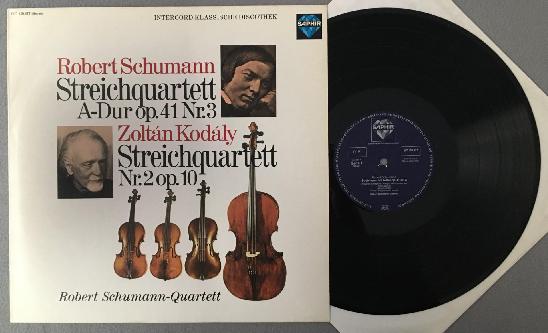 INTERCORD KLASSISCHE DISCOTHEK
SAPHIR
Robert Schumann
Streichquartett
A-Dur op.41 Nr.3
Zoltán Kodály
Streichquartett
Nr.2 op.10
Robert Schumann-Quartett
SAPHIR